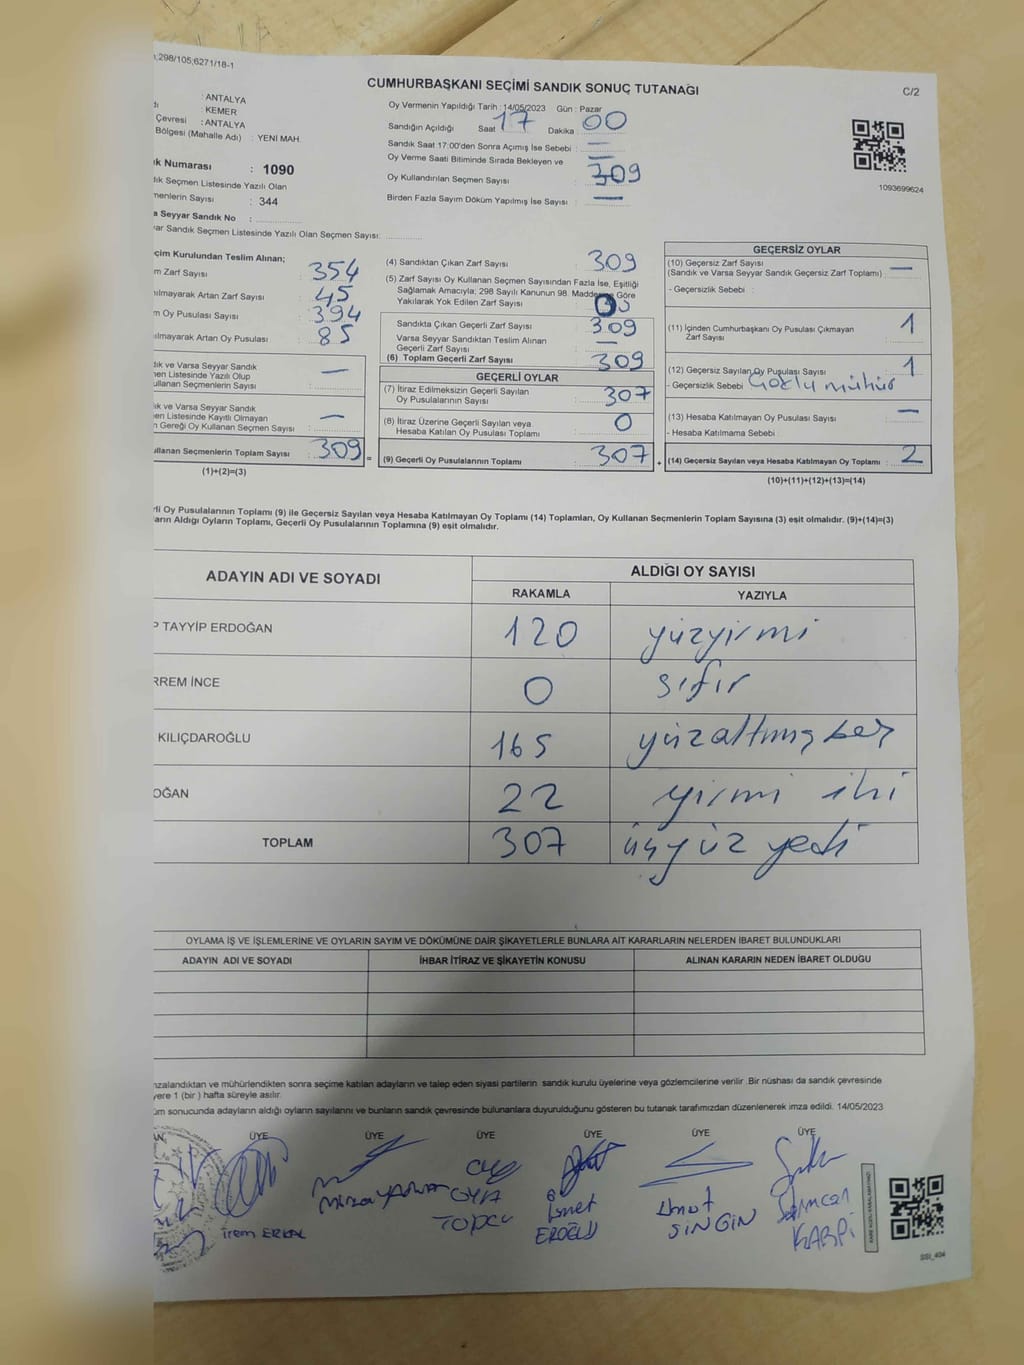 298/105;6271/18-1
CUMHURBAŞKANI SEÇİMİ SANDIK SONUÇ TUTANAĞI
C/2
: ANTALYA
: KEMER
Çevresi : ANTALYA
Bölgesi (Mahalle Adı) : YENİ MAH.
Oy Vermenin Yapıldığı Tarih : 14/05/2023 Gün : Pazar
Sandığın Açıldığı Saat 17 Dakika : 00
Sandık Saat 17:00'den Sonra Açımış İse Sebebi : —
Oy Verme Saati Bitiminde Sırada Bekleyen ve —
Oy Kullandırılan Seçmen Sayısı : 309
Birden Fazla Sayım Döküm Yapılmış İse Sayısı : —
1093699624
k Numarası : 1090
dık Seçmen Listesinde Yazılı Olan
menlerin Sayısı : 344
a Seyyar Sandık No :
yar Sandık Seçmen Listesinde Yazılı Olan Seçmen Sayısı:
çim Kurulundan Teslim Alınan;
m Zarf Sayısı : 354
ılmayarak Artan Zarf Sayısı : 45
m Oy Pusulası Sayısı : 394
ılmayarak Artan Oy Pusulası : 85
dık ve Varsa Seyyar Sandık
en Listesinde Yazılı Olup —
ullanan Seçmenlerin Sayısı :
ık ve Varsa Seyyar Sandık
en Listesinde Kayıtlı Olmayan —
n Gereği Oy Kullanan Seçmen Sayısı :
ullanan Seçmenlerin Toplam Sayısı : 309 =
(1)+(2)=(3)
(4) Sandıktan Çıkan Zarf Sayısı : 309
(5) Zarf Sayısı Oy Kullanan Seçmen Sayısından Fazla İse, Eşitliği
Sağlamak Amacıyla; 298 Sayılı Kanunun 98. Maddesine Göre
Yakılarak Yok Edilen Zarf Sayısı
Sandıkta Çıkan Geçerli Zarf Sayısı : 309
Varsa Seyyar Sandıktan Teslim Alınan
Geçerli Zarf Sayısı : —
(6) Toplam Geçerli Zarf Sayısı : 309
GEÇERLİ OYLAR
(7) İtiraz Edilmeksizin Geçerli Sayılan
Oy Pusulalarının Sayısı : 307
(8) İtiraz Üzerine Geçerli Sayılan veya
Hesaba Katılan Oy Pusulası Toplamı : 0
(9) Geçerli Oy Pusulalarının Toplamı : 307 +
GEÇERSİZ OYLAR
(10) Geçersiz Zarf Sayısı
(Sandık ve Varsa Seyyar Sandık Geçersiz Zarf Toplamı) : —
- Geçersizlik Sebebi :
(11) İçinden Cumhurbaşkanı Oy Pusulası Çıkmayan
Zarf Sayısı : 1
(12) Geçersiz Sayılan Oy Pusulası Sayısı : 1
- Geçersizlik Sebebi mühür
(13) Hesaba Katılmayan Oy Pusulası Sayısı : —
- Hesaba Katılmama Sebebi :
(14) Geçersiz Sayılan veya Hesaba Katılmayan Oy Toplamı : 2
(10)+(11)+(12)+(13)=(14)
rli Oy Pusulalarının Toplamı (9) ile Geçersiz Sayılan veya Hesaba Katılmayan Oy Toplamı (14) Toplamları, Oy Kullanan Seçmenlerin Toplam Sayısına (3) eşit olmalıdır. (9)+(14)=(3)
arın Aldığı Oyların Toplamı, Geçerli Oy Pusulalarının Toplamına (9) eşit olmalıdır.
ADAYIN ADI VE SOYADI
ALDIĞI OY SAYISI
RAKAMLA YAZIYLA
P TAYYİP ERDOĞAN 120 yüzyirmi
RREM İNCE 0 sıfır
KILIÇDAROĞLU 165 yüzaltmışbeş
OĞAN 22 yirmi iki
TOPLAM 307 üçyüz yedi
OYLAMA İŞ VE İŞLEMLERİNE VE OYLARIN SAYIM VE DÖKÜMÜNE DAİR ŞİKAYETLERLE BUNLARA AİT KARARLARIN NELERDEN İBARET BULUNDUKLARI
ADAYIN ADI VE SOYADI İHBAR İTİRAZ VE ŞİKAYETİN KONUSU ALINAN KARARIN NEDEN İBARET OLDUĞU
nzalandıktan ve mühürlendikten sonra seçime katılan adayların ve talep eden siyasi partilerin sandık kurulu üyelerine veya gözlemcilerine verilir .Bir nüshası da sandık çevresinde
yere 1 (bir ) hafta süreyle asılır.
üm sonucunda adayların aldığı oyların sayılarını ve bunların sandık çevresinde bulunanlara duyurulduğunu gösteren bu tutanak tarafımızdan düzenlenerek imza edildi. 14/05/2023
ÜYE ÜYE ÜYE ÜYE ÜYE ÜYE
irem ERKAL
OYA TOPCU
ismet EROĞLU
Umut SİNGİN
KARPİ
SSI_404